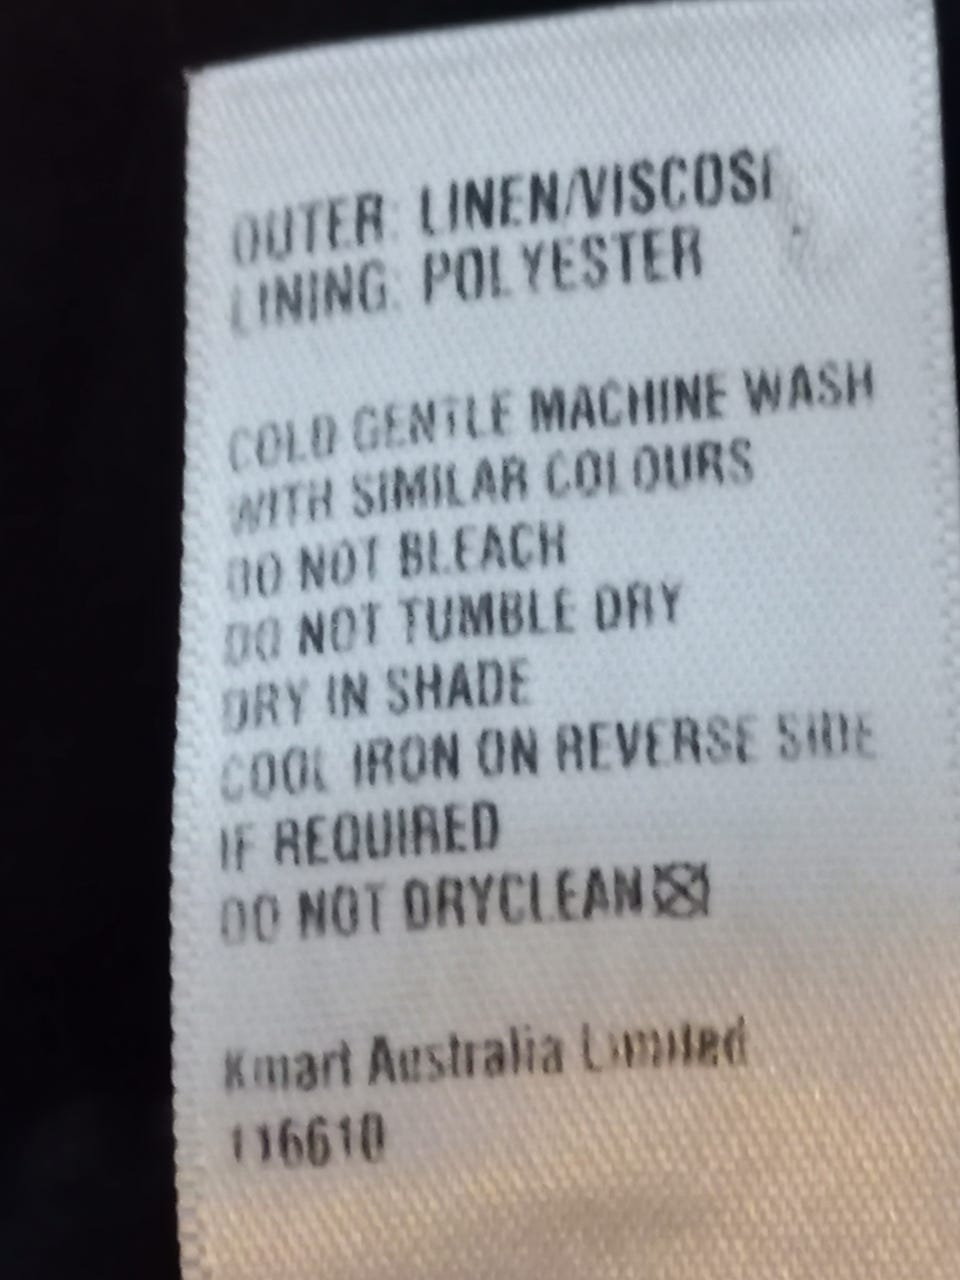 OUTER: LINEN/VISCOSE
LINING: POLYESTER
COLD GENTLE MACHINE WASH
WITH SIMILAR COLOURS
DO NOT BLEACH
DO NOT TUMBLE DRY
DRY IN SHADE
COOL IRON ON REVERSE SIDE
IF REQUIRED
DO NOT DRYCLEAN
Kmart Australia Limited
116610